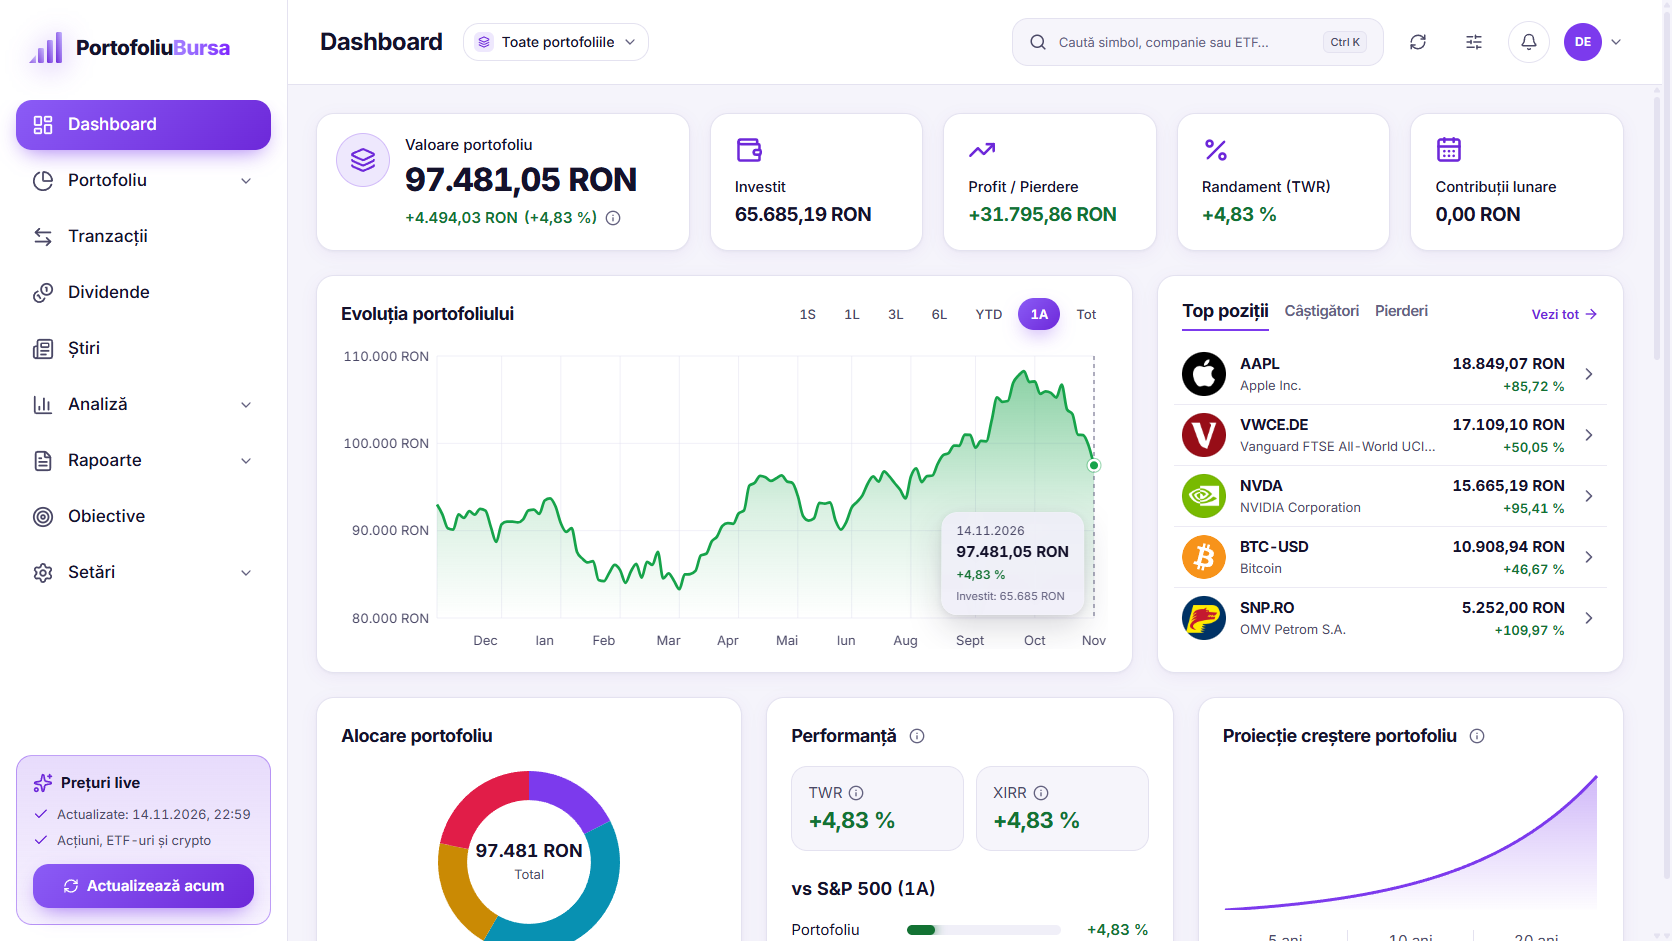 PortofoliuBursa
Dashboard
Portofoliu
Tranzacții
Dividende
Știri
Analiză
Rapoarte
Obiective
Setări
Prețuri live
Actualizate: 14.11.2026, 22:59
Acțiuni, ETF-uri și crypto
Actualizează acum
Dashboard
Toate portofoliile
Caută simbol, companie sau ETF...
Ctrl K
DE
Valoare portofoliu
97.481,05 RON
+4.494,03 RON (+4,83 %)
Investit
65.685,19 RON
Profit / Pierdere
+31.795,86 RON
Randament (TWR)
+4,83 %
Contribuții lunare
0,00 RON
Evoluția portofoliului
1S 1L 3L 6L YTD 1A Tot
110.000 RON
100.000 RON
90.000 RON
80.000 RON
Dec Ian Feb Mar Apr Mai Iun Aug Sept Oct Nov
14.11.2026
97.481,05 RON
+4,83 %
Investit: 65.685 RON
Top poziții Câștigători Pierderi Vezi tot
AAPL 18.849,07 RON
Apple Inc. +85,72 %
VWCE.DE 17.109,10 RON
Vanguard FTSE All-World UCI... +50,05 %
NVDA 15.665,19 RON
NVIDIA Corporation +95,41 %
BTC-USD 10.908,94 RON
Bitcoin +46,67 %
SNP.RO 5.252,00 RON
OMV Petrom S.A. +109,97 %
Alocare portofoliu
97.481 RON
Total
Performanță
TWR
+4,83 %
XIRR
+4,83 %
vs S&P 500 (1A)
Portofoliu +4,83 %
Proiecție creștere portofoliu
5 ani 10 ani 20 ani